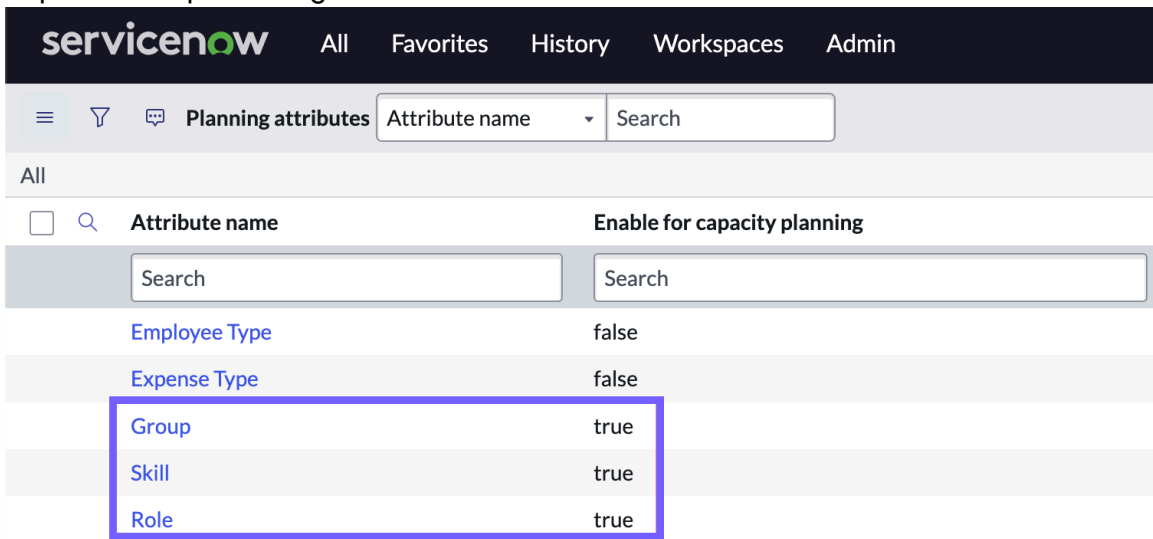 servicenow All Favorites History Workspaces Admin
Planning attributes Attribute name Search
All
Attribute name Enable for capacity planning
Search Search
Employee Type false
Expense Type false
Group true
Skill true
Role true